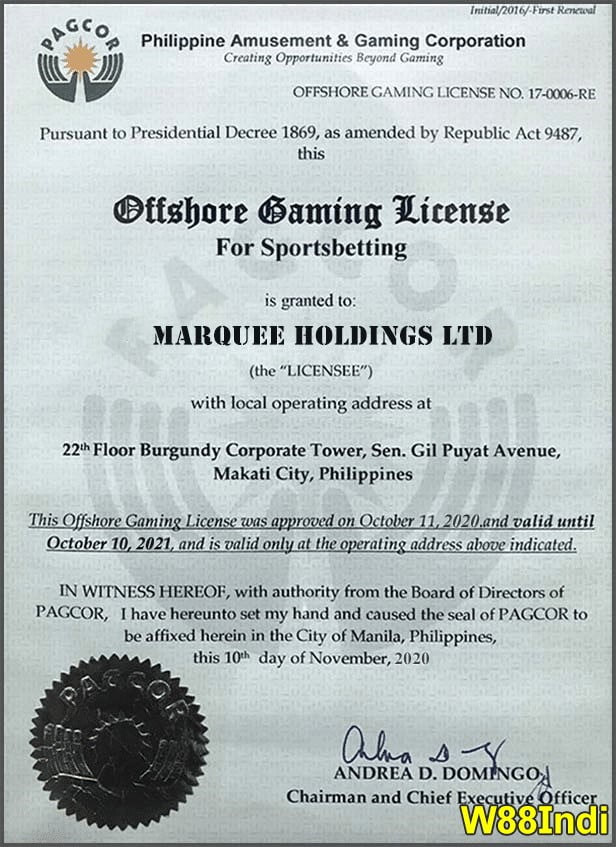 Initial/2016/-First Renewal
PAGCOR
Philippine Amusement & Gaming Corporation
Creating Opportunities Beyond Gaming
OFFSHORE GAMING LICENSE NO. 17-0006-RE
Pursuant to Presidential Decree 1869, as amended by Republic Act 9487,
this
Offshore Gaming License
For Sportsbetting
is granted to:
MARQUEE HOLDINGS LTD
(the “LICENSEE”)
with local operating address at
22th Floor Burgundy Corporate Tower, Sen. Gil Puyat Avenue,
Makati City, Philippines
This Offshore Gaming License was approved on October 11, 2020.and valid until
October 10, 2021, and is valid only at the operating address above indicated.
IN WITNESS HEREOF, with authority from the Board of Directors of
PAGCOR, I have hereunto set my hand and caused the seal of PAGCOR to
be affixed herein in the City of Manila, Philippines,
this 10th day of November, 2020
PAGCOR
ANDREA D. DOMINGO
Chairman and Chief Executive Officer
W88Indi
PAGCOR